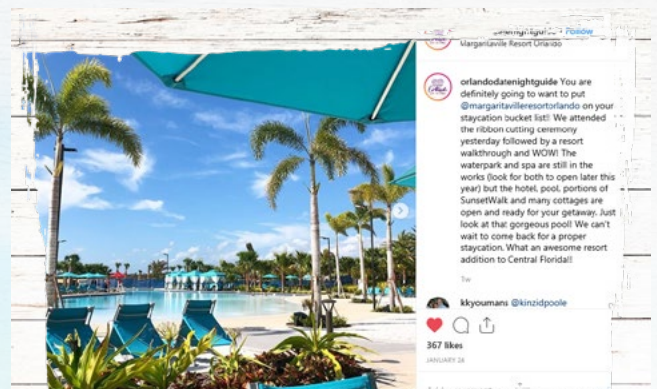 Follow
Margaritaville Resort Orlando
orlandodatenightguide You are
definitely going to want to put
@margaritavilleresortorlando on your
staycation bucket list!! We attended
the ribbon cutting ceremony
yesterday followed by a resort
walkthrough and WOW! The
waterpark and spa are still in the
works (look for both to open later this
year) but the hotel, pool, portions of
SunsetWalk and many cottages are
open and ready for your getaway. Just
look at that gorgeous pool! We can't
wait to come back for a proper
staycation. What an awesome resort
addition to Central Florida!!
1w
kkyoumans @kinzidpoole
367 likes
JANUARY 26